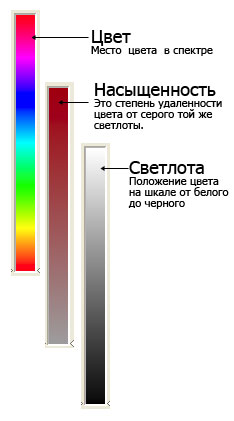 Цвет
Место цвета в спектре
Насыщенность
Это степень удаленности
цвета от серого той же
светлоты.
Светлота
Положение цвета
на шкале от белого
до черного